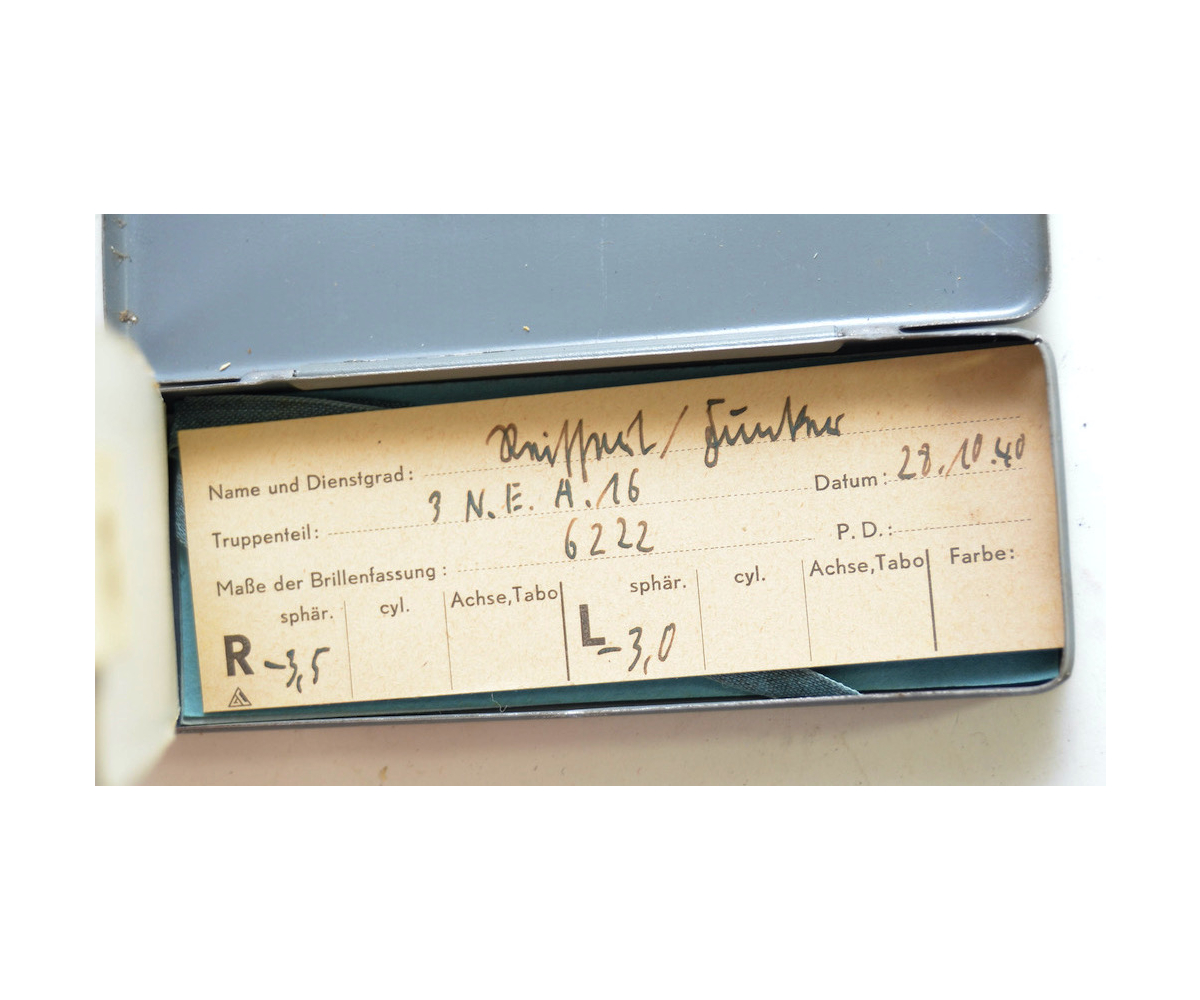 Name und Dienstgrad: / Funker
Truppenteil: 3 N. E. A. 16 Datum: 28.10.40
Maße der Brillenfassung: 6222 P. D.:
sphär. cyl. Achse,Tabo sphär. cyl. Achse,Tabo Farbe:
R -3,5 L -3,0